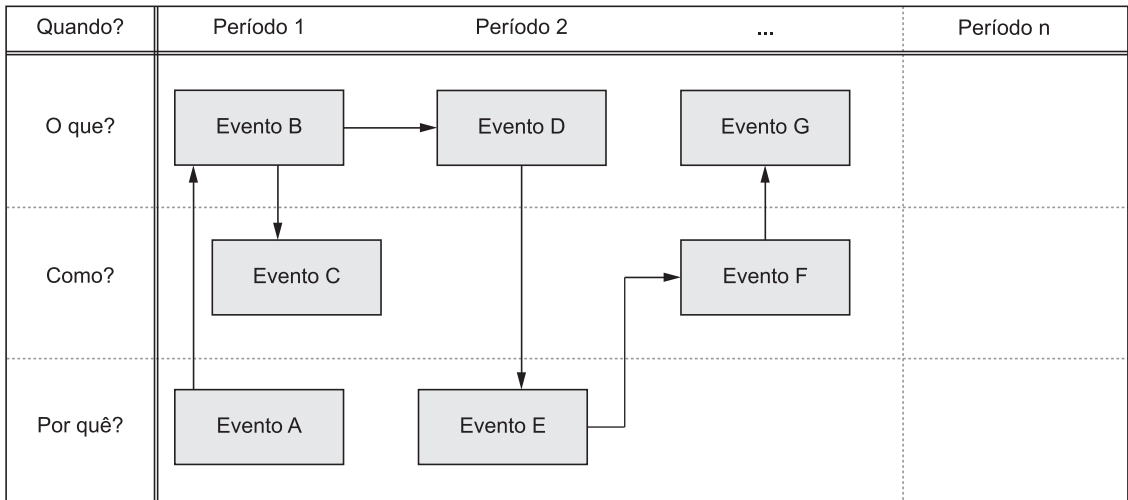 Quando?
Período 1
Período 2
...
Período n
O que?
Evento B
Evento D
Evento G
Como?
Evento C
Evento F
Por quê?
Evento A
Evento E